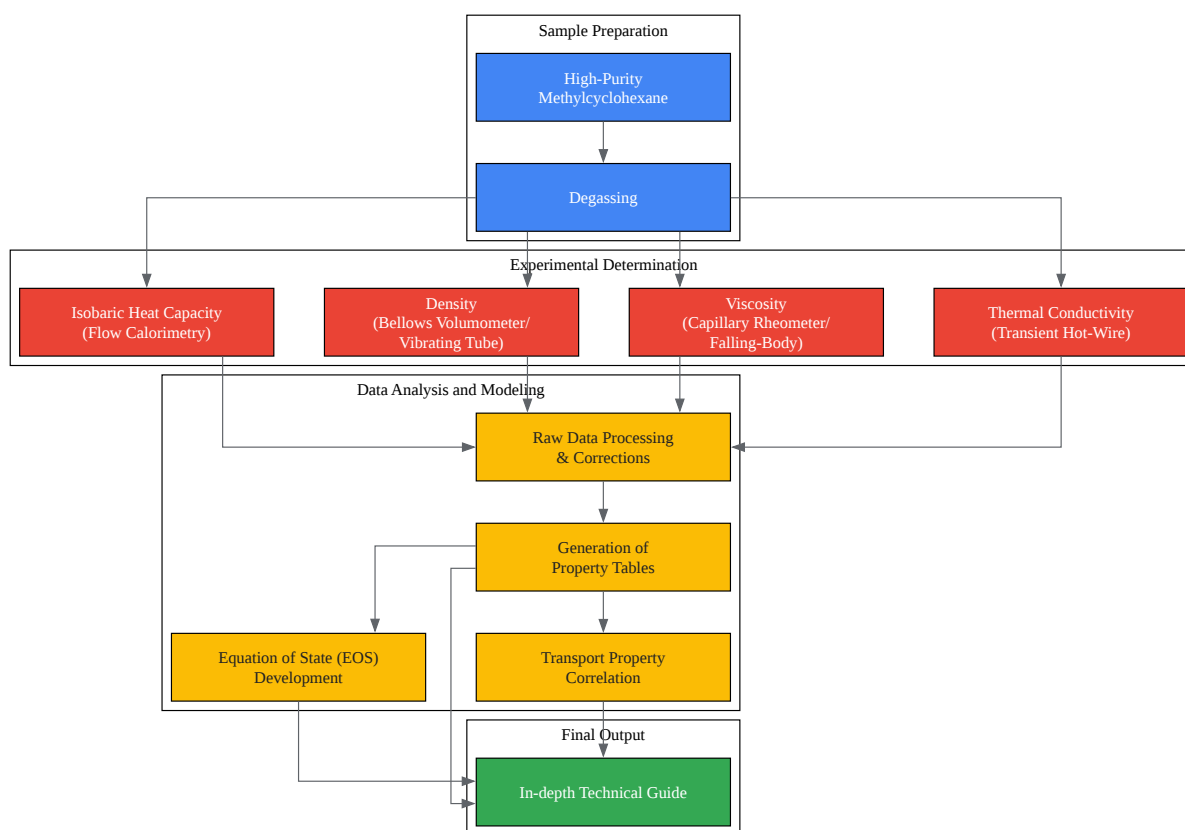 Sample Preparation
High-Purity
Methylcyclohexane
Degassing
Experimental Determination
Isobaric Heat Capacity
(Flow Calorimetry)
Density
(Bellows Volumometer/
Vibrating Tube)
Viscosity
(Capillary Rheometer/
Falling-Body)
Thermal Conductivity
(Transient Hot-Wire)
Data Analysis and Modeling
Raw Data Processing
& Corrections
Generation of
Property Tables
Equation of State (EOS)
Development
Transport Property
Correlation
Final Output
In-depth Technical Guide